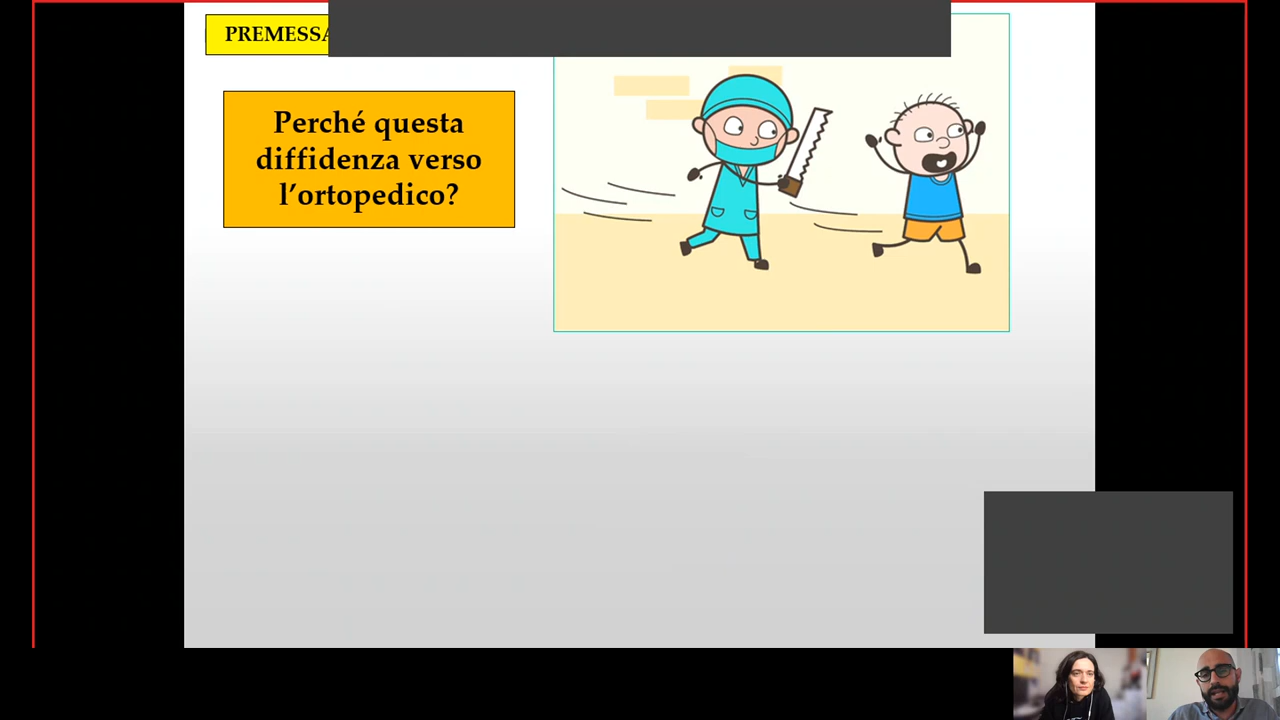 PREMESSA
Perché questa
diffidenza verso
l’ortopedico?